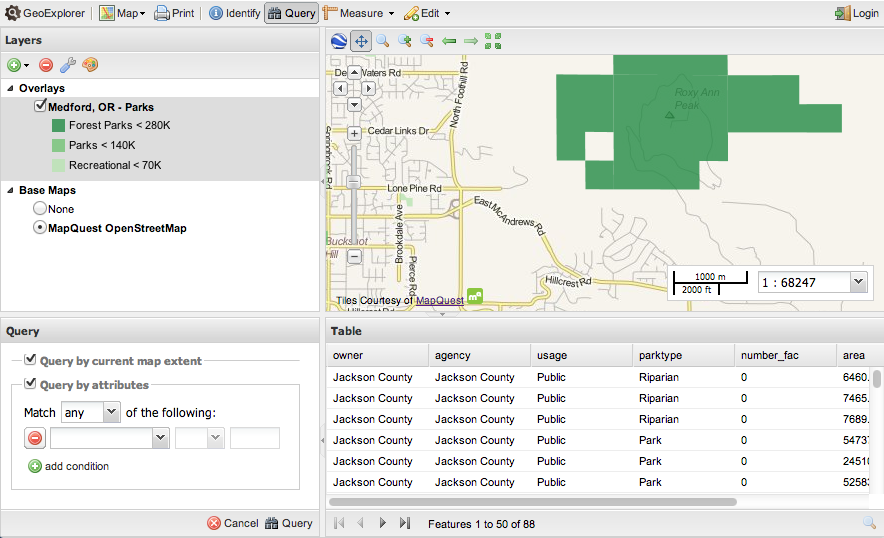 GeoExplorer Map Print Identify Query Measure Edit Login
Layers
Overlays
Medford, OR - Parks
Forest Parks < 280K
Parks < 140K
Recreational < 70K
Base Maps
None
MapQuest OpenStreetMap
Waters Rd
North Foothill Rd
Cedar Links Dr
Roxy Ann
Peak
Lone Pine Rd
East McAndrews Rd
Brookdale Ave
Buckshot
Hill
Pierce Rd
Hillcrest Rd
1000 m
2000 ft
1 : 68247
Tiles Courtesy of MapQuest
Query
Query by current map extent
Query by attributes
Match any of the following:
add condition
Cancel Query
Table
owner agency usage parktype number_fac area
Jackson County Jackson County Public Riparian 0 6460.
Jackson County Jackson County Public Riparian 0 7465.
Jackson County Jackson County Public Riparian 0 7689.
Jackson County Jackson County Public Park 0 54737
Jackson County Jackson County Public Park 0 24510
Jackson County Jackson County Public Park 0 52583
Features 1 to 50 of 88